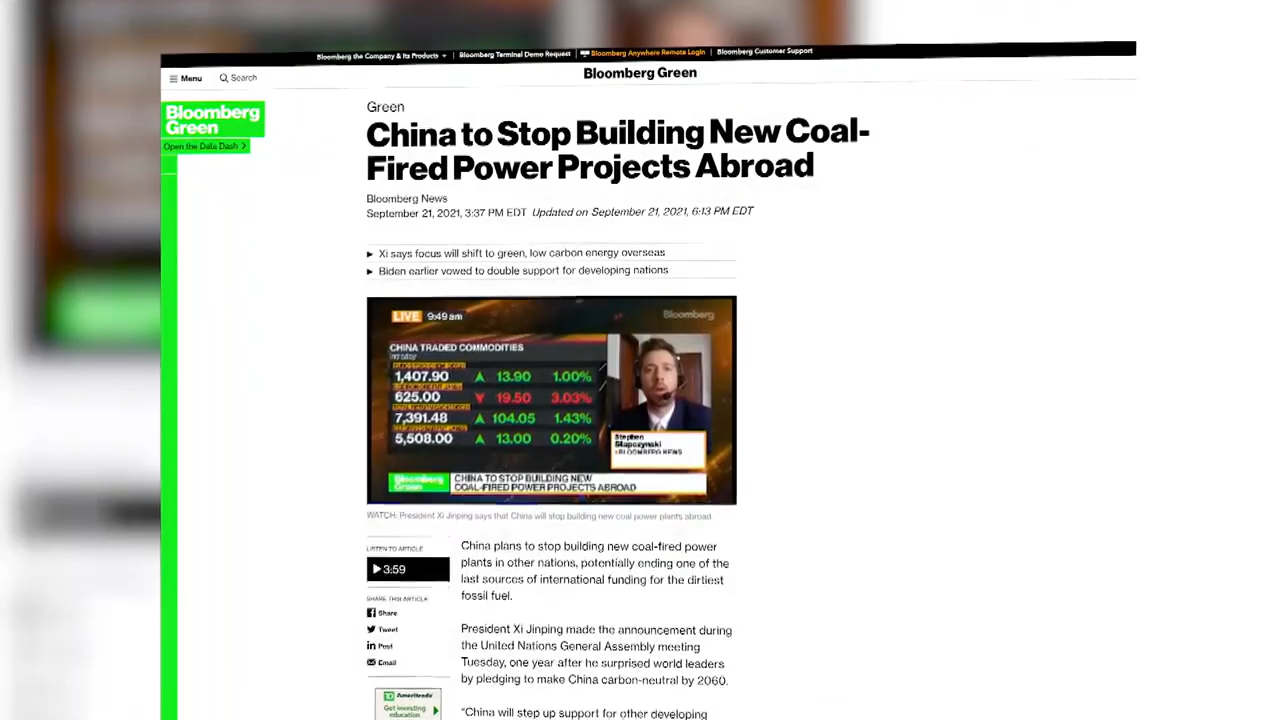 Bloomberg the Company & Its Products
Bloomberg Terminal Demo Request
Bloomberg Anywhere Remote Login
Bloomberg Customer Support
Menu
Search
Bloomberg Green
Bloomberg
Green
Open the Data Dash
Green
China to Stop Building New Coal-
Fired Power Projects Abroad
Bloomberg News
September 21, 2021, 3:37 PM EDT Updated on September 21, 2021, 6:13 PM EDT
Xi says focus will shift to green, low carbon energy overseas
Biden earlier vowed to double support for developing nations
LIVE 9:49 am
Bloomberg
CHINA TRADED COMMODITIES
Intraday
1,407.90 13.90 1.00%
625.00 19.50 3.03%
7,391.48 104.05 1.43%
5,508.00 13.00 0.20%
Stephen
Stapczynski
BLOOMBERG NEWS
Bloomberg
Green
CHINA TO STOP BUILDING NEW
COAL-FIRED POWER PROJECTS ABROAD
WATCH: President Xi Jinping says that China will stop building new coal power plants abroad.
LISTEN TO ARTICLE
3:59
SHARE THIS ARTICLE
Share
Tweet
Post
Email
Ameritrade
Get investing
education
China plans to stop building new coal-fired power
plants in other nations, potentially ending one of the
last sources of international funding for the dirtiest
fossil fuel.
President Xi Jinping made the announcement during
the United Nations General Assembly meeting
Tuesday, one year after he surprised world leaders
by pledging to make China carbon-neutral by 2060.
"China will step up support for other developing